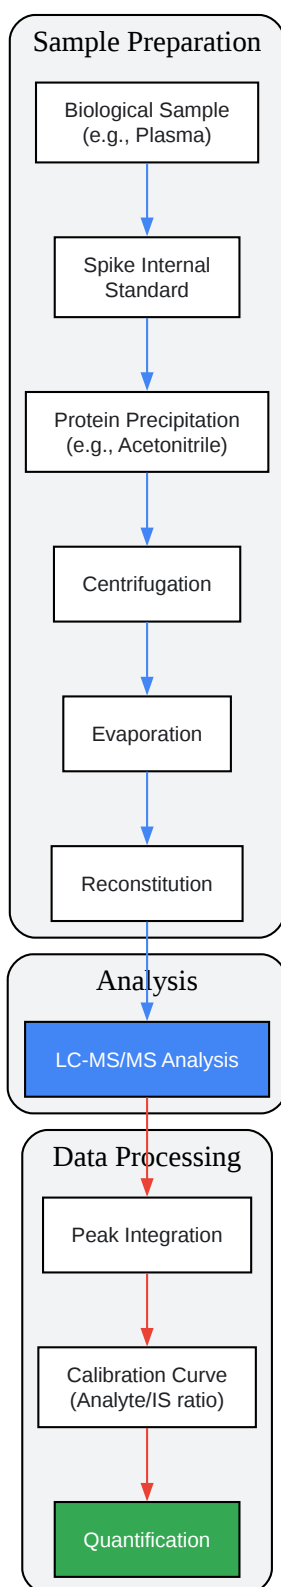 Sample Preparation
Biological Sample
(e.g., Plasma)
Spike Internal
Standard
Protein Precipitation
(e.g., Acetonitrile)
Centrifugation
Evaporation
Reconstitution
Analysis
LC-MS/MS Analysis
Data Processing
Peak Integration
Calibration Curve
(Analyte/IS ratio)
Quantification